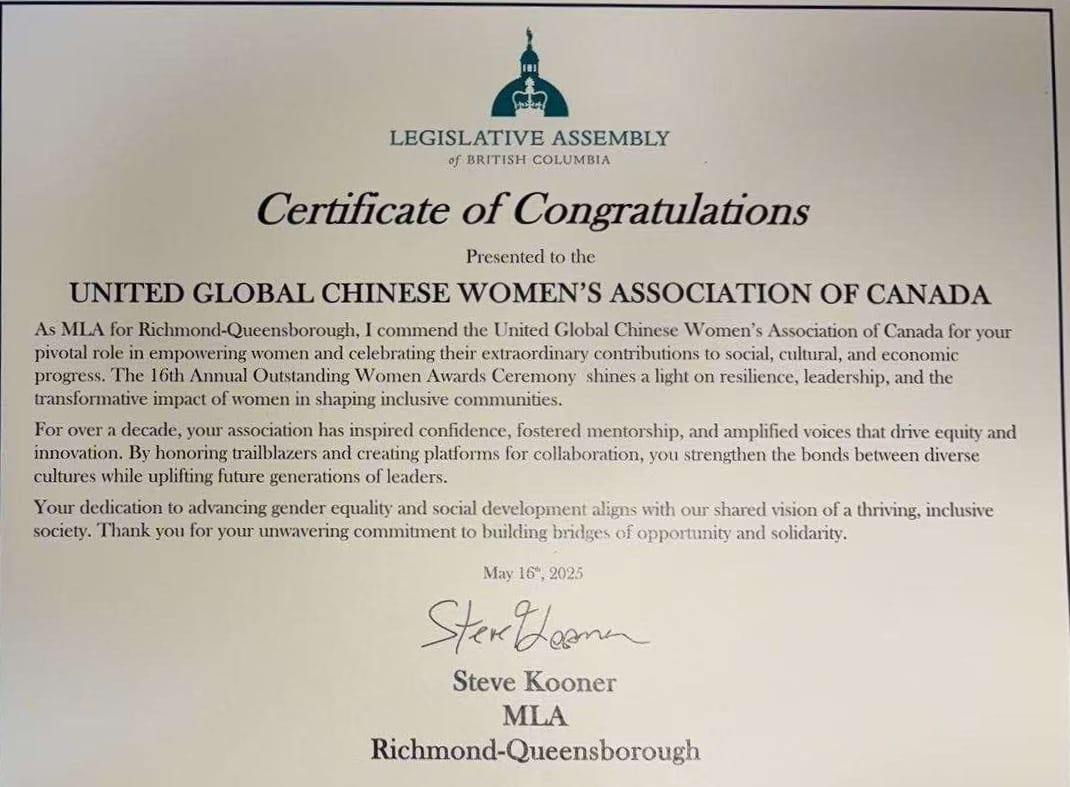 LEGISLATIVE ASSEMBLY
of BRITISH COLUMBIA
Certificate of Congratulations
Presented to the
UNITED GLOBAL CHINESE WOMEN'S ASSOCIATION OF CANADA
As MLA for Richmond-Queensborough, I commend the United Global Chinese Women's Association of Canada for your
pivotal role in empowering women and celebrating their extraordinary contributions to social, cultural, and economic
progress. The 16th Annual Outstanding Women Awards Ceremony shines a light on resilience, leadership, and the
transformative impact of women in shaping inclusive communities.
For over a decade, your association has inspired confidence, fostered mentorship, and amplified voices that drive equity and
innovation. By honoring trailblazers and creating platforms for collaboration, you strengthen the bonds between diverse
cultures while uplifting future generations of leaders.
Your dedication to advancing gender equality and social development aligns with our shared vision of a thriving, inclusive
society. Thank you for your unwavering commitment to building bridges of opportunity and solidarity.
May 16th, 2025
Steve Kooner
Steve Kooner
MLA
Richmond-Queensborough